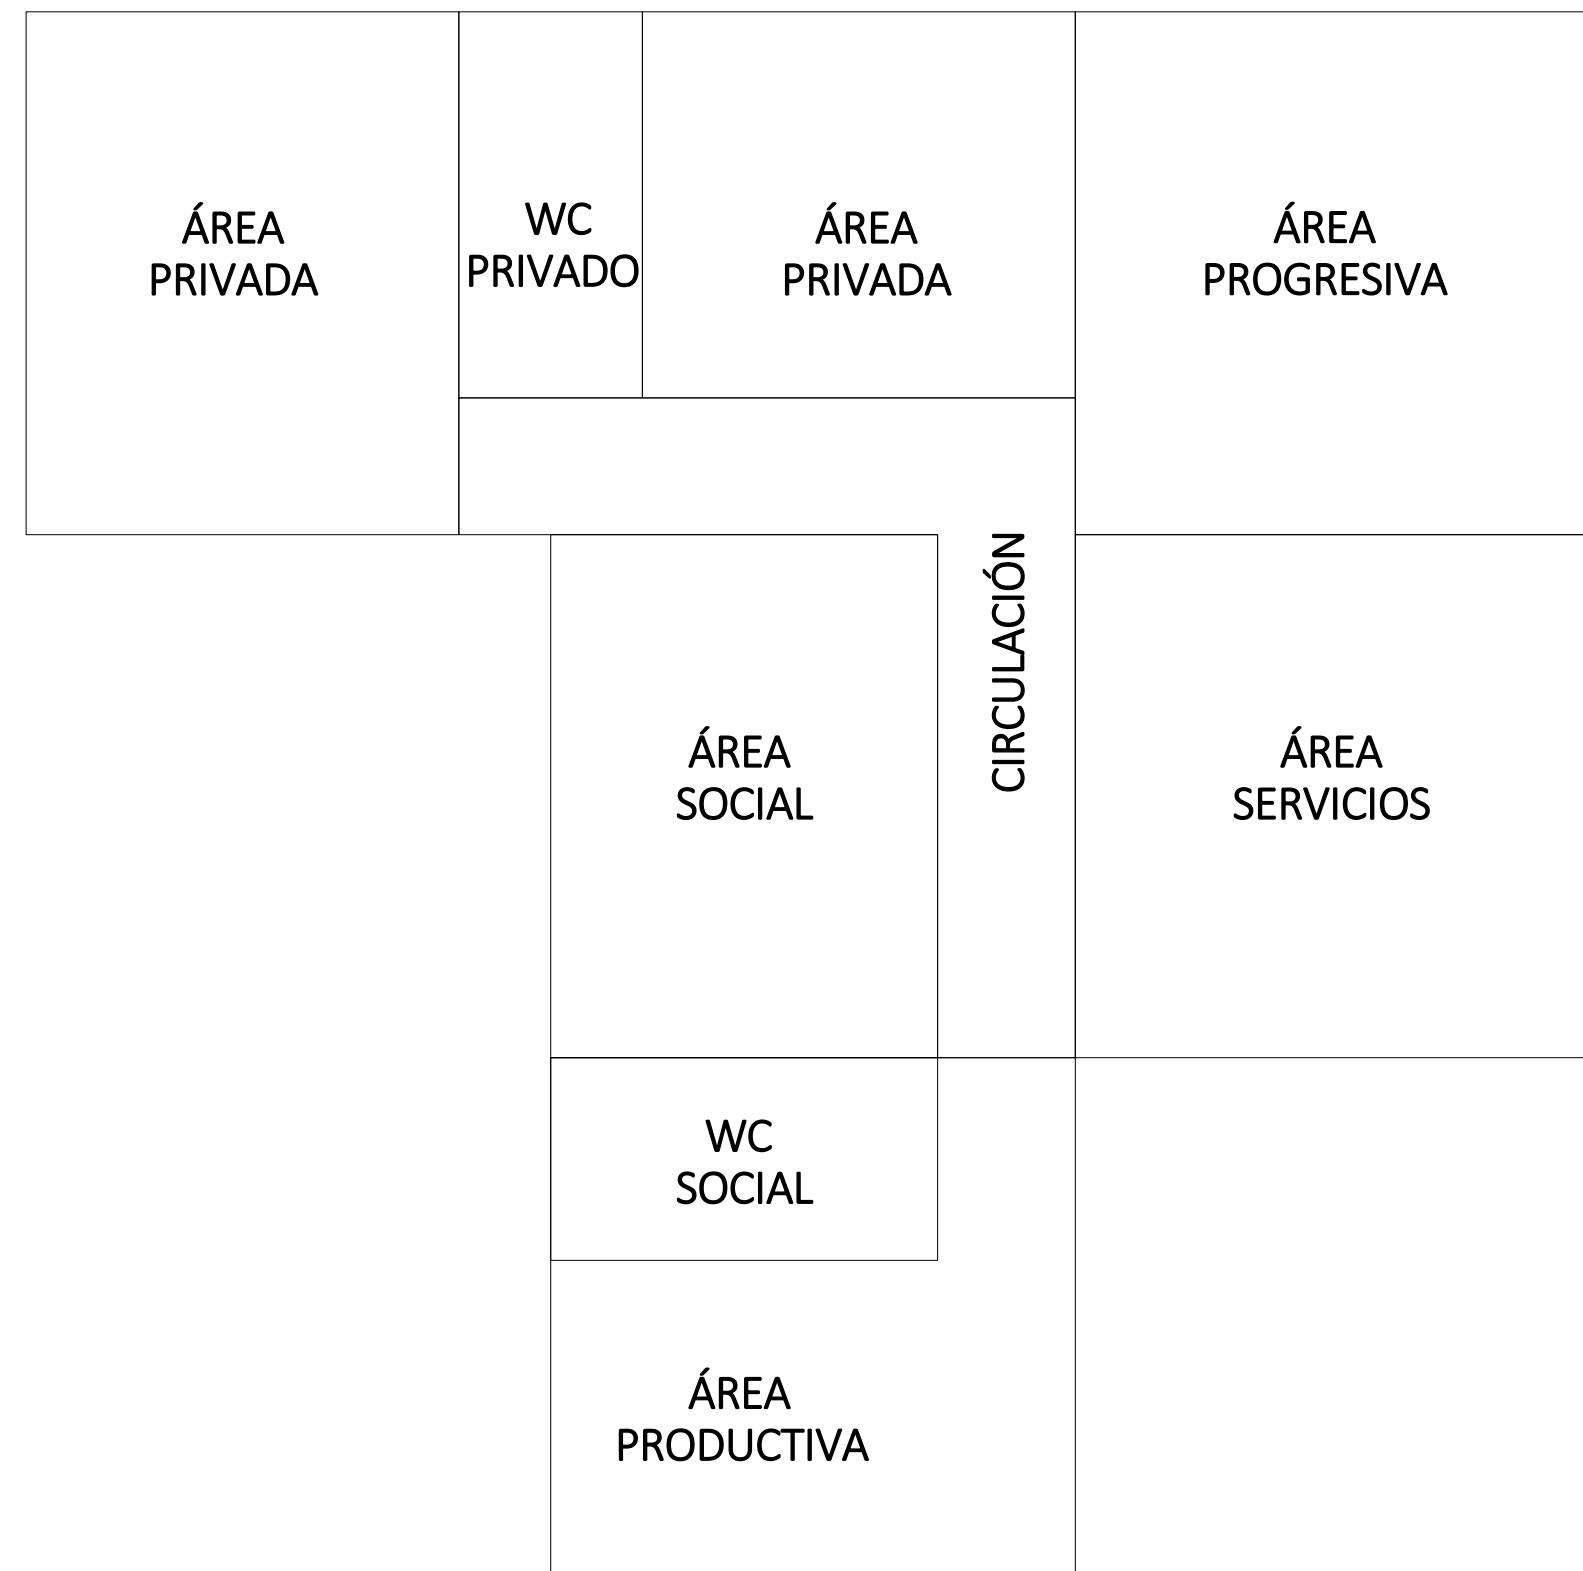 ÁREA
PRIVADA
WC
PRIVADO
ÁREA
PRIVADA
ÁREA
PROGRESIVA
CIRCULACIÓN
ÁREA
SOCIAL
ÁREA
SERVICIOS
WC
SOCIAL
ÁREA
PRODUCTIVA